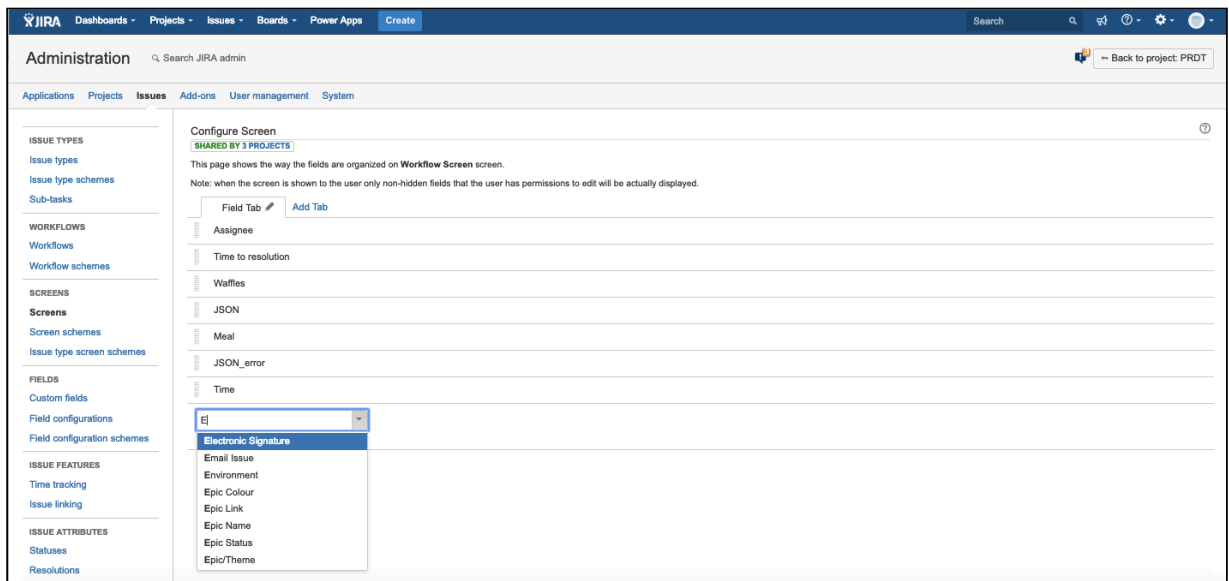 JIRA Dashboards Projects Issues Boards Power Apps Create Search
Administration Search JIRA admin Back to project: PRDT
Applications Projects Issues Add-ons User management System
ISSUE TYPES
Issue types
Issue type schemes
Sub-tasks
WORKFLOWS
Workflows
Workflow schemes
SCREENS
Screens
Screen schemes
Issue type screen schemes
FIELDS
Custom fields
Field configurations
Field configuration schemes
ISSUE FEATURES
Time tracking
Issue linking
ISSUE ATTRIBUTES
Statuses
Resolutions
Configure Screen
SHARED BY 3 PROJECTS
This page shows the way the fields are organized on Workflow Screen screen.
Note: when the screen is shown to the user only non-hidden fields that the user has permissions to edit will be actually displayed.
Field Tab Add Tab
Assignee
Time to resolution
Waffles
JSON
Meal
JSON_error
Time
E
Electronic Signature
Email Issue
Environment
Epic Colour
Epic Link
Epic Name
Epic Status
Epic/Theme